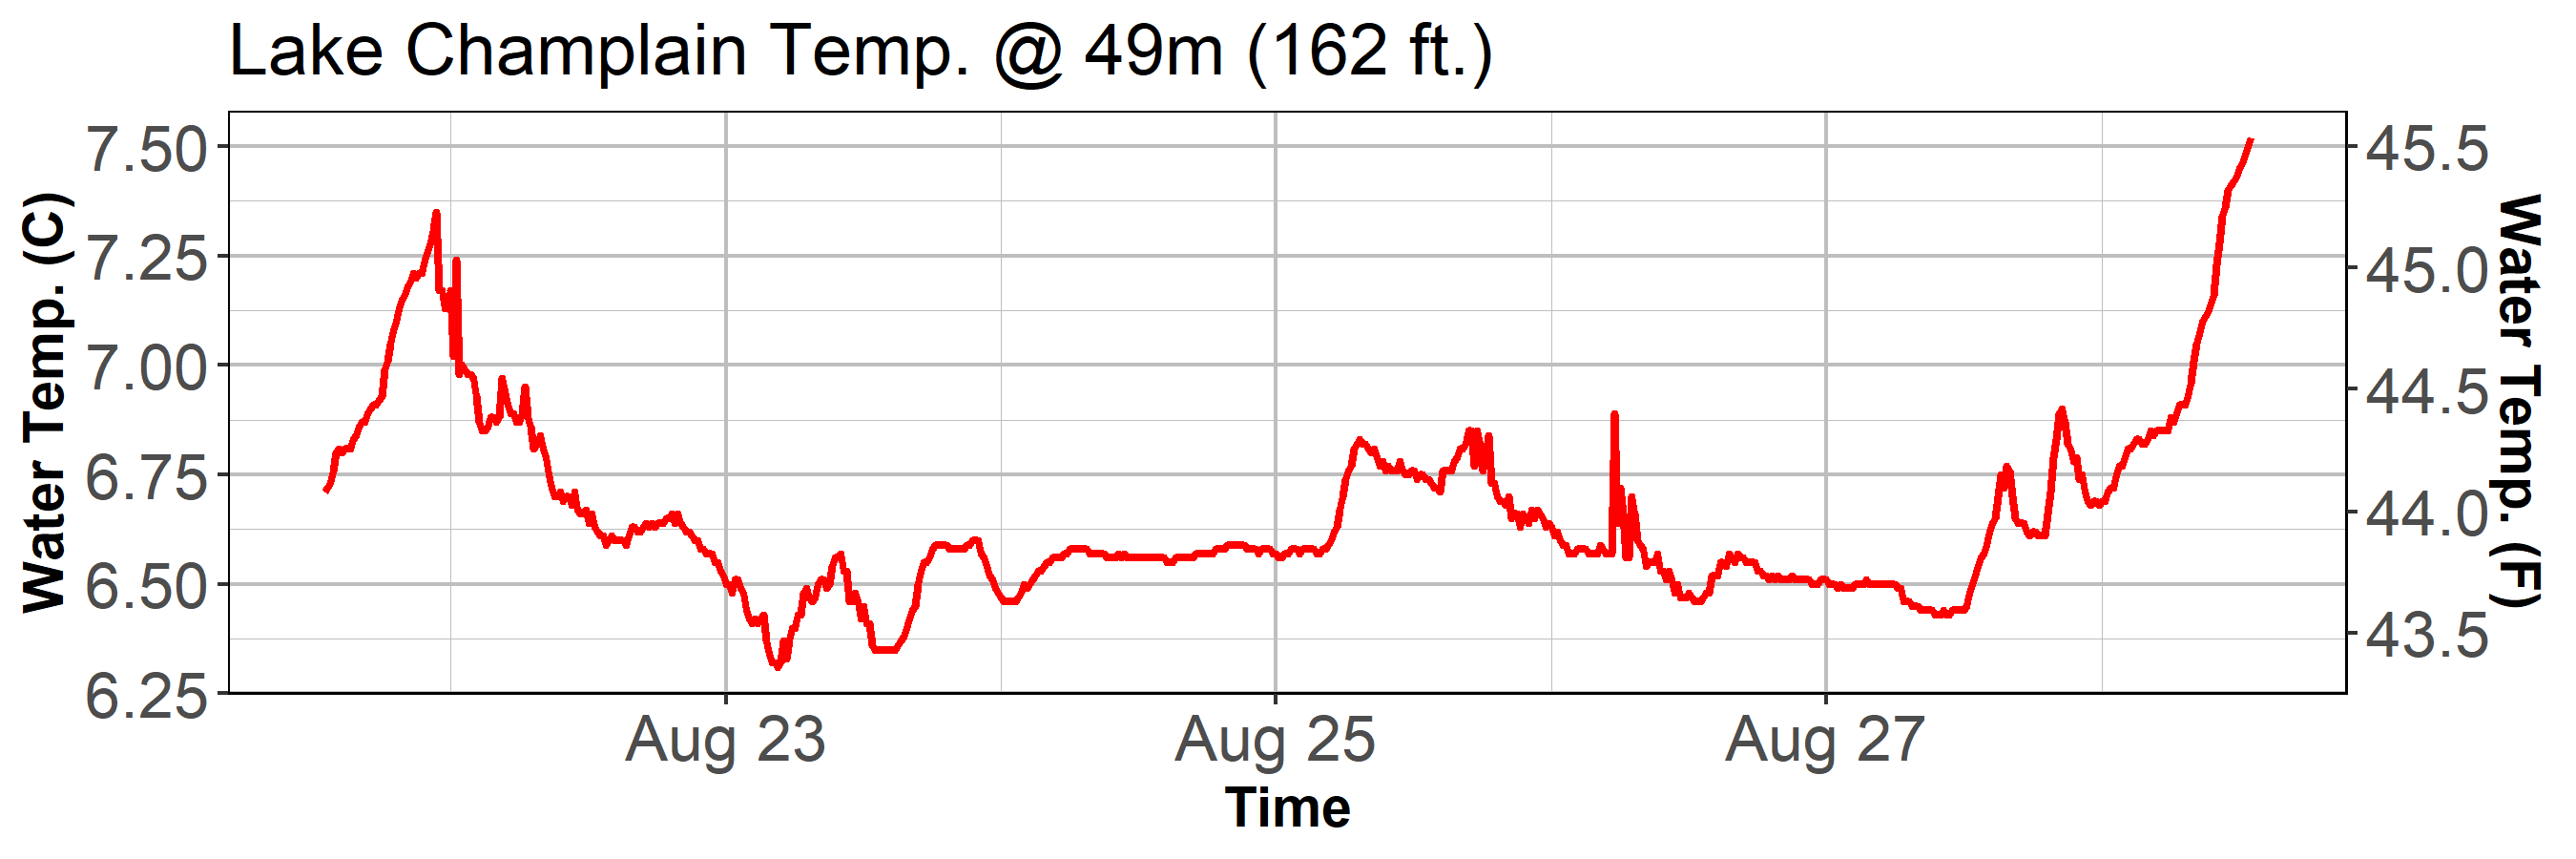 Lake Champlain Temp. @ 49m (162 ft.)
Water Temp. (C)
7.50
7.25
7.00
6.75
6.50
6.25
45.5
45.0
44.5
44.0
43.5
Water Temp. (F)
Aug 23 Aug 25 Aug 27
Time